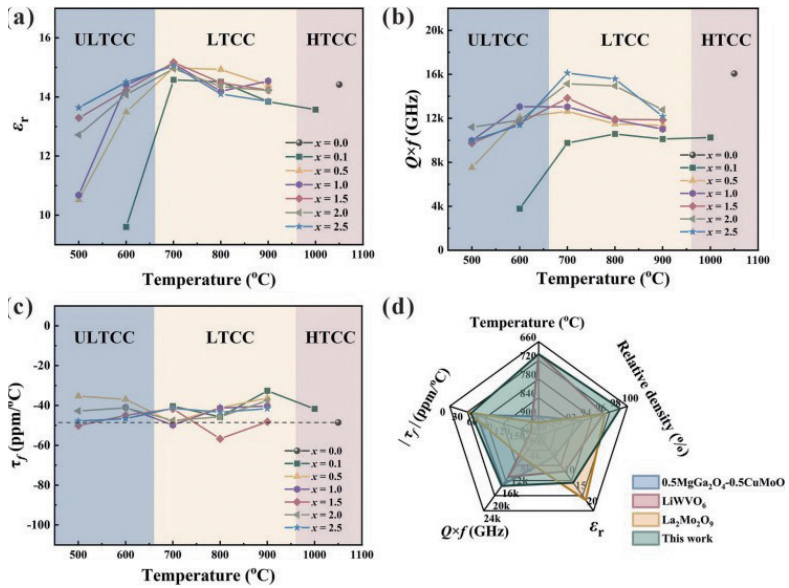 (a)
ULTCC
LTCC
HTCC
16
14
12
10
εr
x = 0.0
x = 0.1
x = 0.5
x = 1.0
x = 1.5
x = 2.0
x = 2.5
500 600 700 800 900 1000 1100
Temperature (°C)
(b)
ULTCC
LTCC
HTCC
20k
16k
12k
8k
4k
0
Q×f (GHz)
x = 0.0
x = 0.1
x = 0.5
x = 1.0
x = 1.5
x = 2.0
x = 2.5
500 600 700 800 900 1000 1100
Temperature (°C)
(c)
ULTCC
LTCC
HTCC
0
-20
-40
-60
-80
-100
τf (ppm/°C)
x = 0.0
x = 0.1
x = 0.5
x = 1.0
x = 1.5
x = 2.0
x = 2.5
500 600 700 800 900 1000 1100
Temperature (°C)
(d)
Temperature (°C)
660
720
780
840
900
Relative density (%)
100
98
|τf|(ppm/°C)
0
30
Q×f (GHz)
24k
16k
12k
εr
20
15
0.5MgGa2O4-0.5CuMoO
LiWVO6
La2Mo2O9
This work